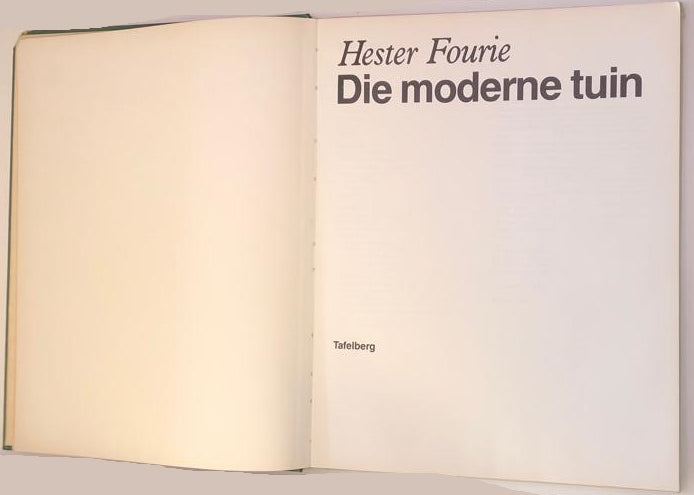 Hester Fourie
Die moderne tuin
Tafelberg